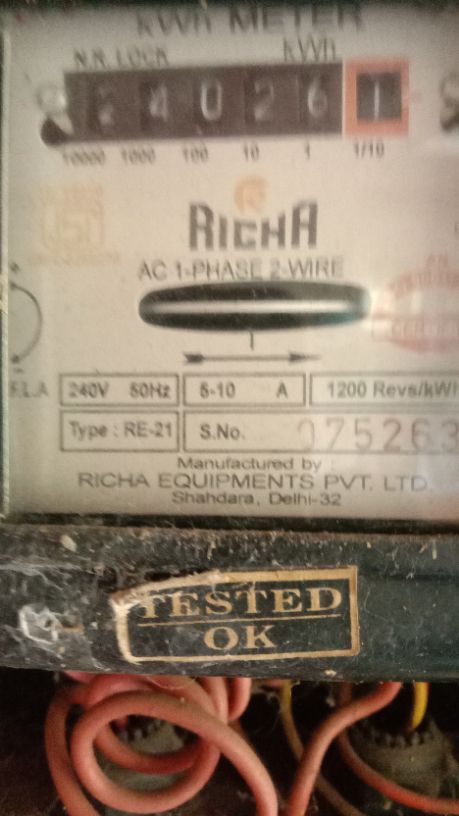 kWh METER
N.R. LOCK kWh
24026 1
10000 1000 100 10 1 1/10
RICHA
AC 1-PHASE 2-WIRE
F.L.A 240V 50Hz 5-10 A 1200 Revs/kWh
Type : RE-21 S.No. 075263
Manufactured by :
RICHA EQUIPMENTS PVT. LTD.
Shahdara, Delhi-32
TESTED
OK